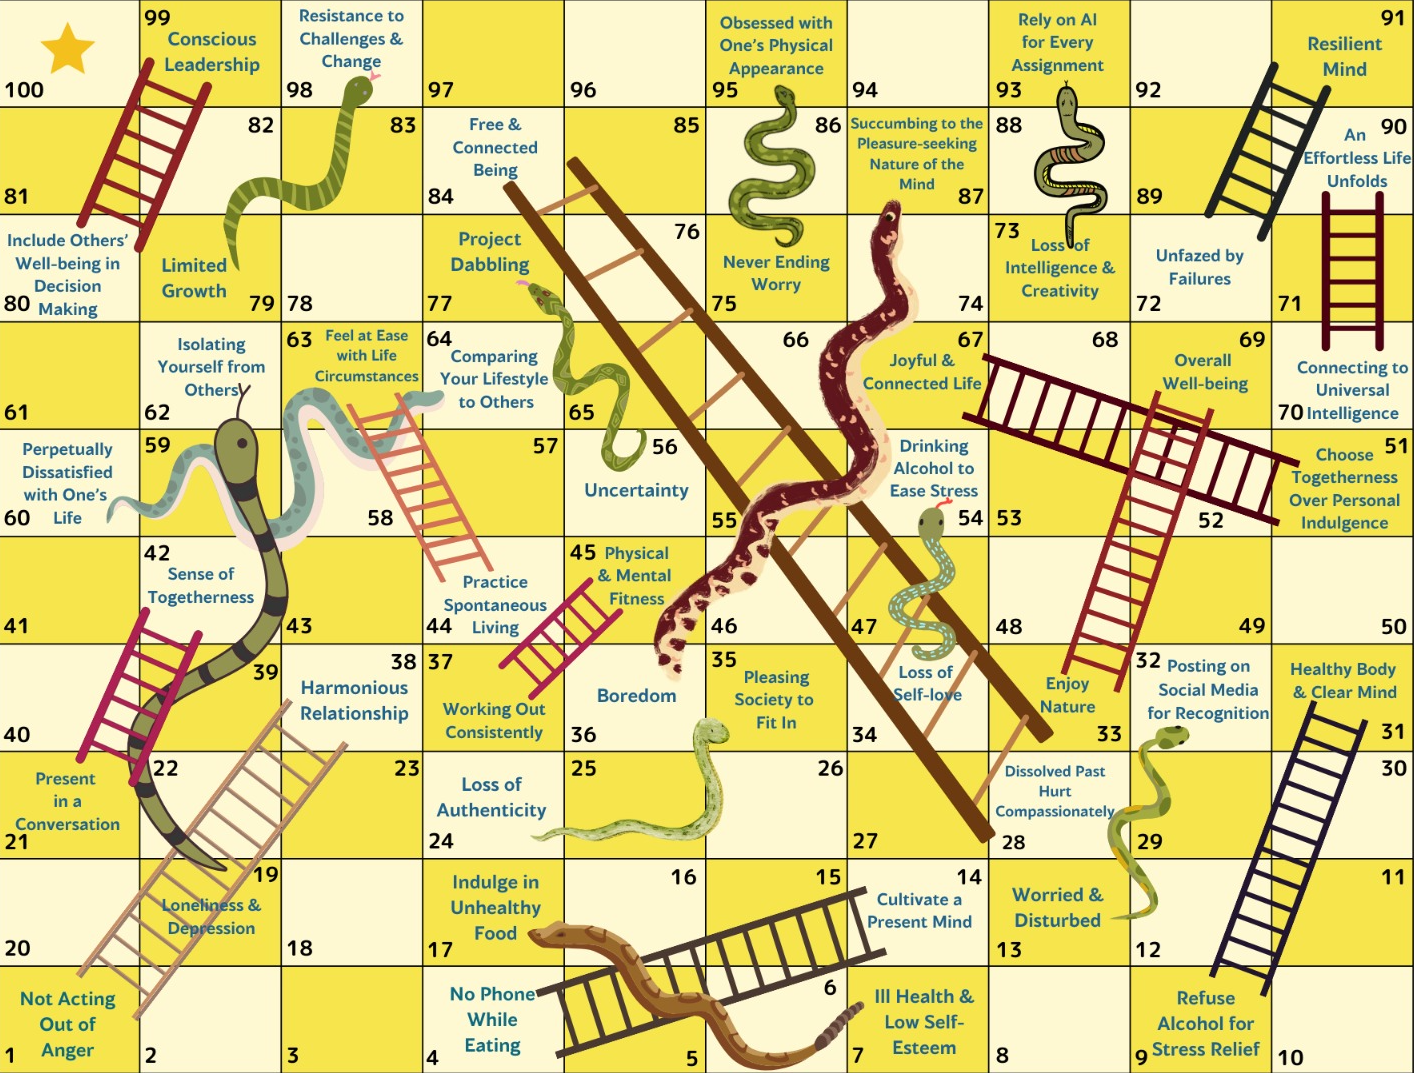 100
99
Conscious
Leadership
Resistance to
Challenges &
Change
98
97
96
Obsessed with
One's Physical
Appearance
95
94
Rely on AI
for Every
Assignment
93
92
91
Resilient
Mind
81
82
83
Free &
Connected
Being
84
85
86
Succumbing to the
Pleasure-seeking
Nature of the
Mind
87
88
89
90
An
Effortless Life
Unfolds
Include Others'
Well-being in
Decision
Making
80
Limited
Growth
79
78
Project
Dabbling
77
76
Never Ending
Worry
75
74
73
Loss of
Intelligence &
Creativity
Unfazed by
Failures
72
71
61
Isolating
Yourself from
Others
62
63
Feel at Ease
with Life
Circumstances
64
Comparing
Your Lifestyle
to Others
65
66
67
Joyful &
Connected Life
68
69
Overall
Well-being
Connecting to
Universal
Intelligence
70
Perpetually
Dissatisfied
with One's
Life
60
59
58
57
56
Uncertainty
55
Drinking
Alcohol to
Ease Stress
54
53
52
51
Choose
Togetherness
Over Personal
Indulgence
41
42
Sense of
Togetherness
43
Practice
Spontaneous
Living
44
45
Physical
& Mental
Fitness
46
47
48
49
50
40
39
38
Harmonious
Relationship
37
Working Out
Consistently
Boredom
36
35
Pleasing
Society to
Fit In
Loss of
Self-love
34
Enjoy
Nature
33
32
Posting on
Social Media
for Recognition
Healthy Body
& Clear Mind
31
Present
in a
Conversation
21
22
23
Loss of
Authenticity
24
25
26
27
Dissolved Past
Hurt
Compassionately
28
29
30
20
19
Loneliness &
Depression
18
Indulge in
Unhealthy
Food
17
16
15
14
Cultivate a
Present Mind
Worried &
Disturbed
13
12
11
Not Acting
Out of
Anger
1
2
3
No Phone
While
Eating
4
5
6
Ill Health &
Low Self-
Esteem
7
8
Refuse
Alcohol for
Stress Relief
9
10